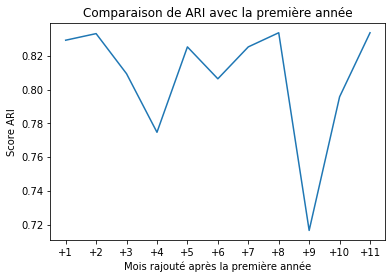 Comparaison de ARI avec la première année
Score ARI
0.82
0.80
0.78
0.76
0.74
0.72
+1 +2 +3 +4 +5 +6 +7 +8 +9 +10 +11
Mois rajouté après la première année